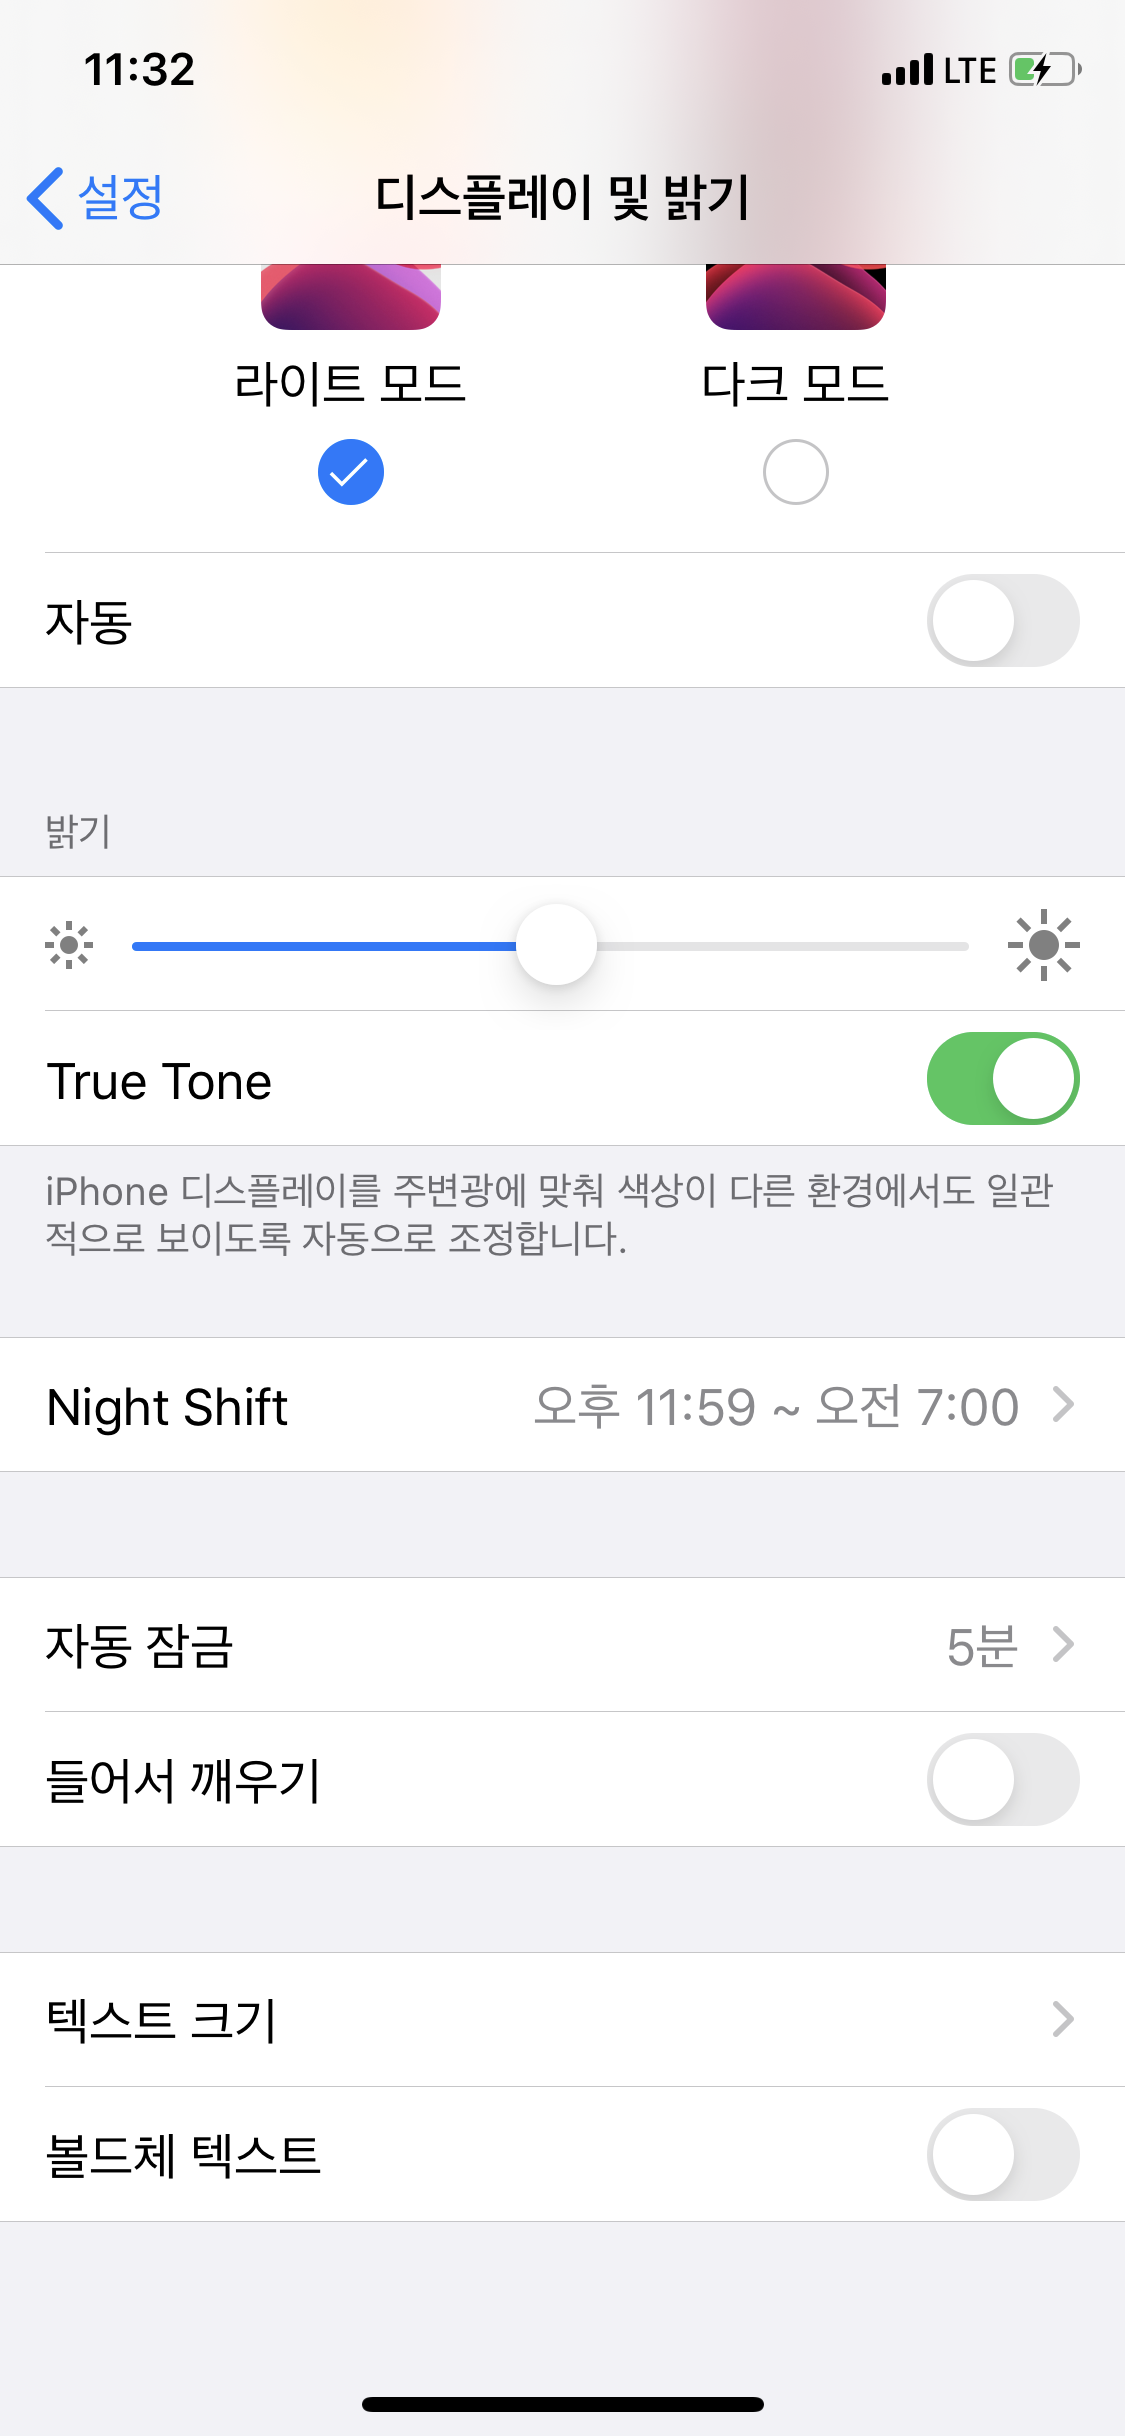 11:32 LTE
설정 디스플레이 및 밝기
라이트 모드 다크 모드
자동
밝기
True Tone
iPhone 디스플레이를 주변광에 맞춰 색상이 다른 환경에서도 일관
적으로 보이도록 자동으로 조정합니다.
Night Shift 오후 11:59 ~ 오전 7:00
자동 잠금 5분
들어서 깨우기
텍스트 크기
볼드체 텍스트